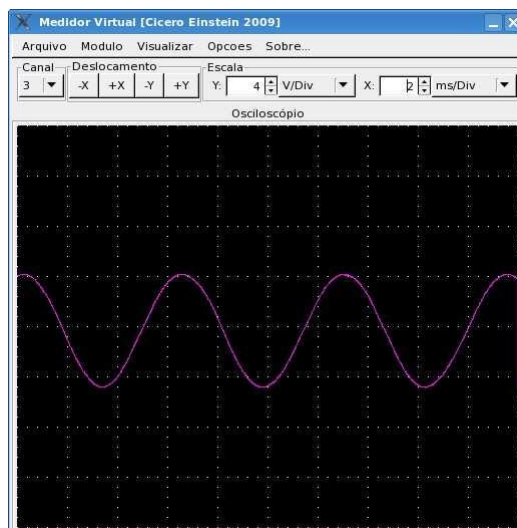 Medidor Virtual [Cicero Einstein 2009]
Arquivo Modulo Visualizar Opcoes Sobre...
Canal Deslocamento Escala
3 -X +X -Y +Y Y: 4 V/Div X: 2 ms/Div
Osciloscópio